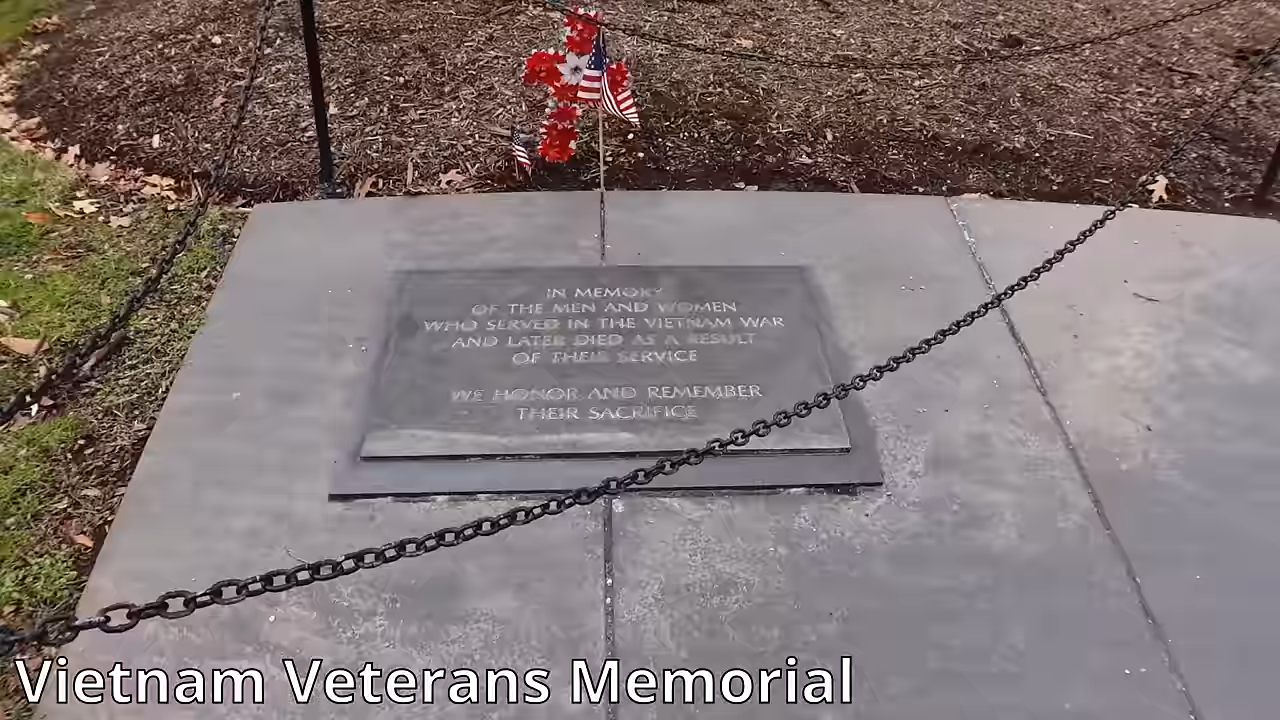 IN MEMORY
OF THE MEN AND WOMEN
WHO SERVED IN THE VIETNAM WAR
AND LATER DIED AS A RESULT
OF THEIR SERVICE
WE HONOR AND REMEMBER
THEIR SACRIFICE
Vietnam Veterans Memorial